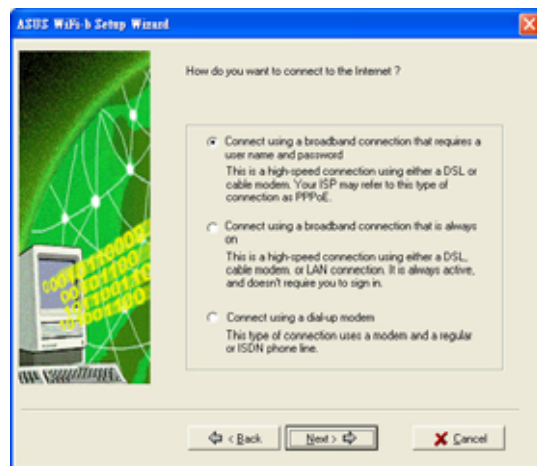 ASUS WiFi-b Setup Wizard
How do you want to connect to the Internet ?
Connect using a broadband connection that requires a
user name and password
This is a high-speed connection using either a DSL or
cable modem. Your ISP may refer to this type of
connection as PPPoE.
Connect using a broadband connection that is always
on
This is a high-speed connection using either a DSL,
cable modem, or LAN connection. It is always active,
and doesn't require you to sign in.
Connect using a dial-up modem
This type of connection uses a modem and a regular
or ISDN phone line.
< Back
Next >
Cancel